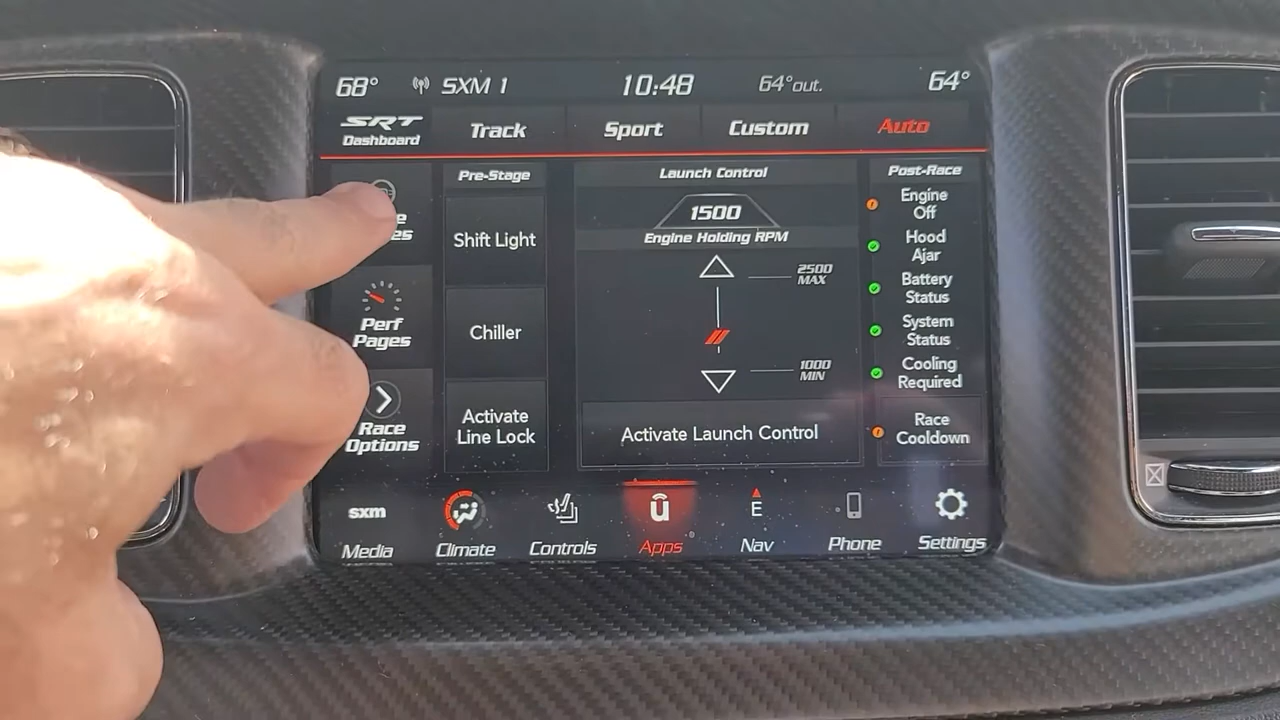 68° SXM 1 10:48 64°out. 64°
SRT
Dashboard
Track
Sport
Custom
Auto
Perf
Pages
Race
Options
Pre-Stage
Shift Light
Chiller
Activate
Line Lock
Launch Control
1500
Engine Holding RPM
2500
MAX
1000
MIN
Activate Launch Control
Post-Race
Engine
Off
Hood
Ajar
Battery
Status
System
Status
Cooling
Required
Race
Cooldown
sxm
Media
Climate
Controls
ū
Apps
E
Nav
Phone
Settings